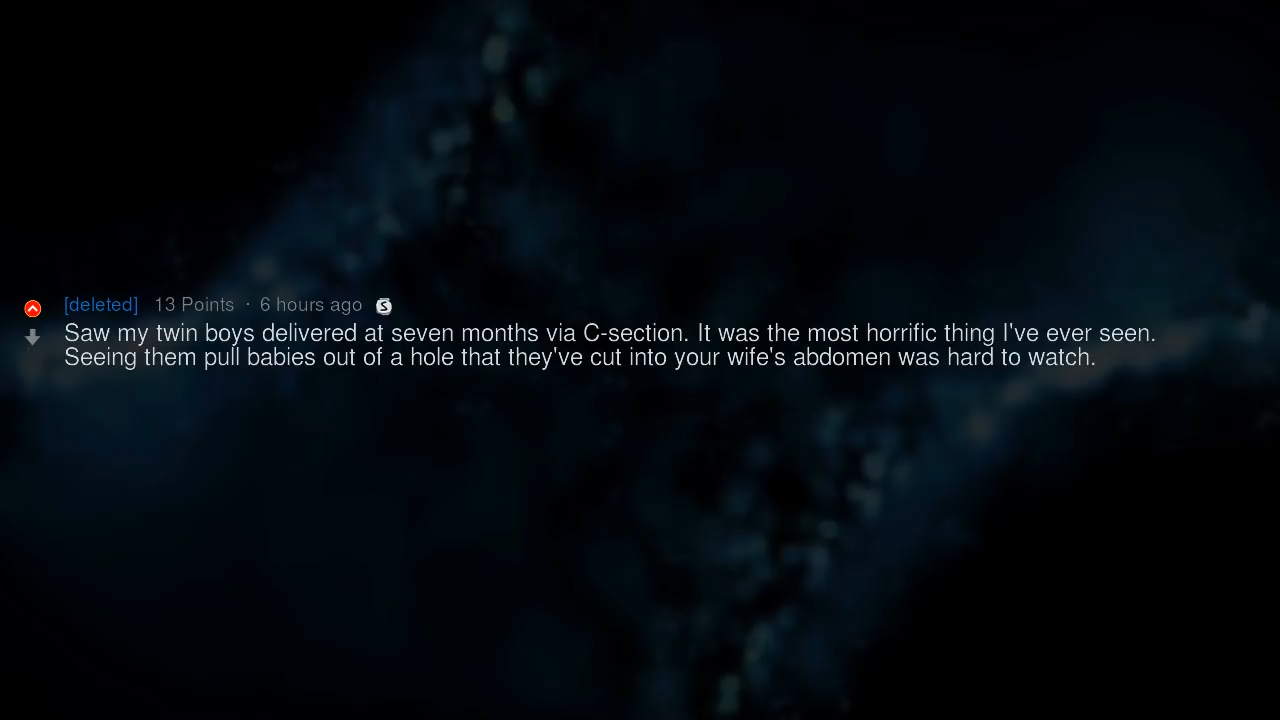 [deleted] 13 Points · 6 hours ago S
Saw my twin boys delivered at seven months via C-section. It was the most horrific thing I've ever seen.
Seeing them pull babies out of a hole that they've cut into your wife's abdomen was hard to watch.